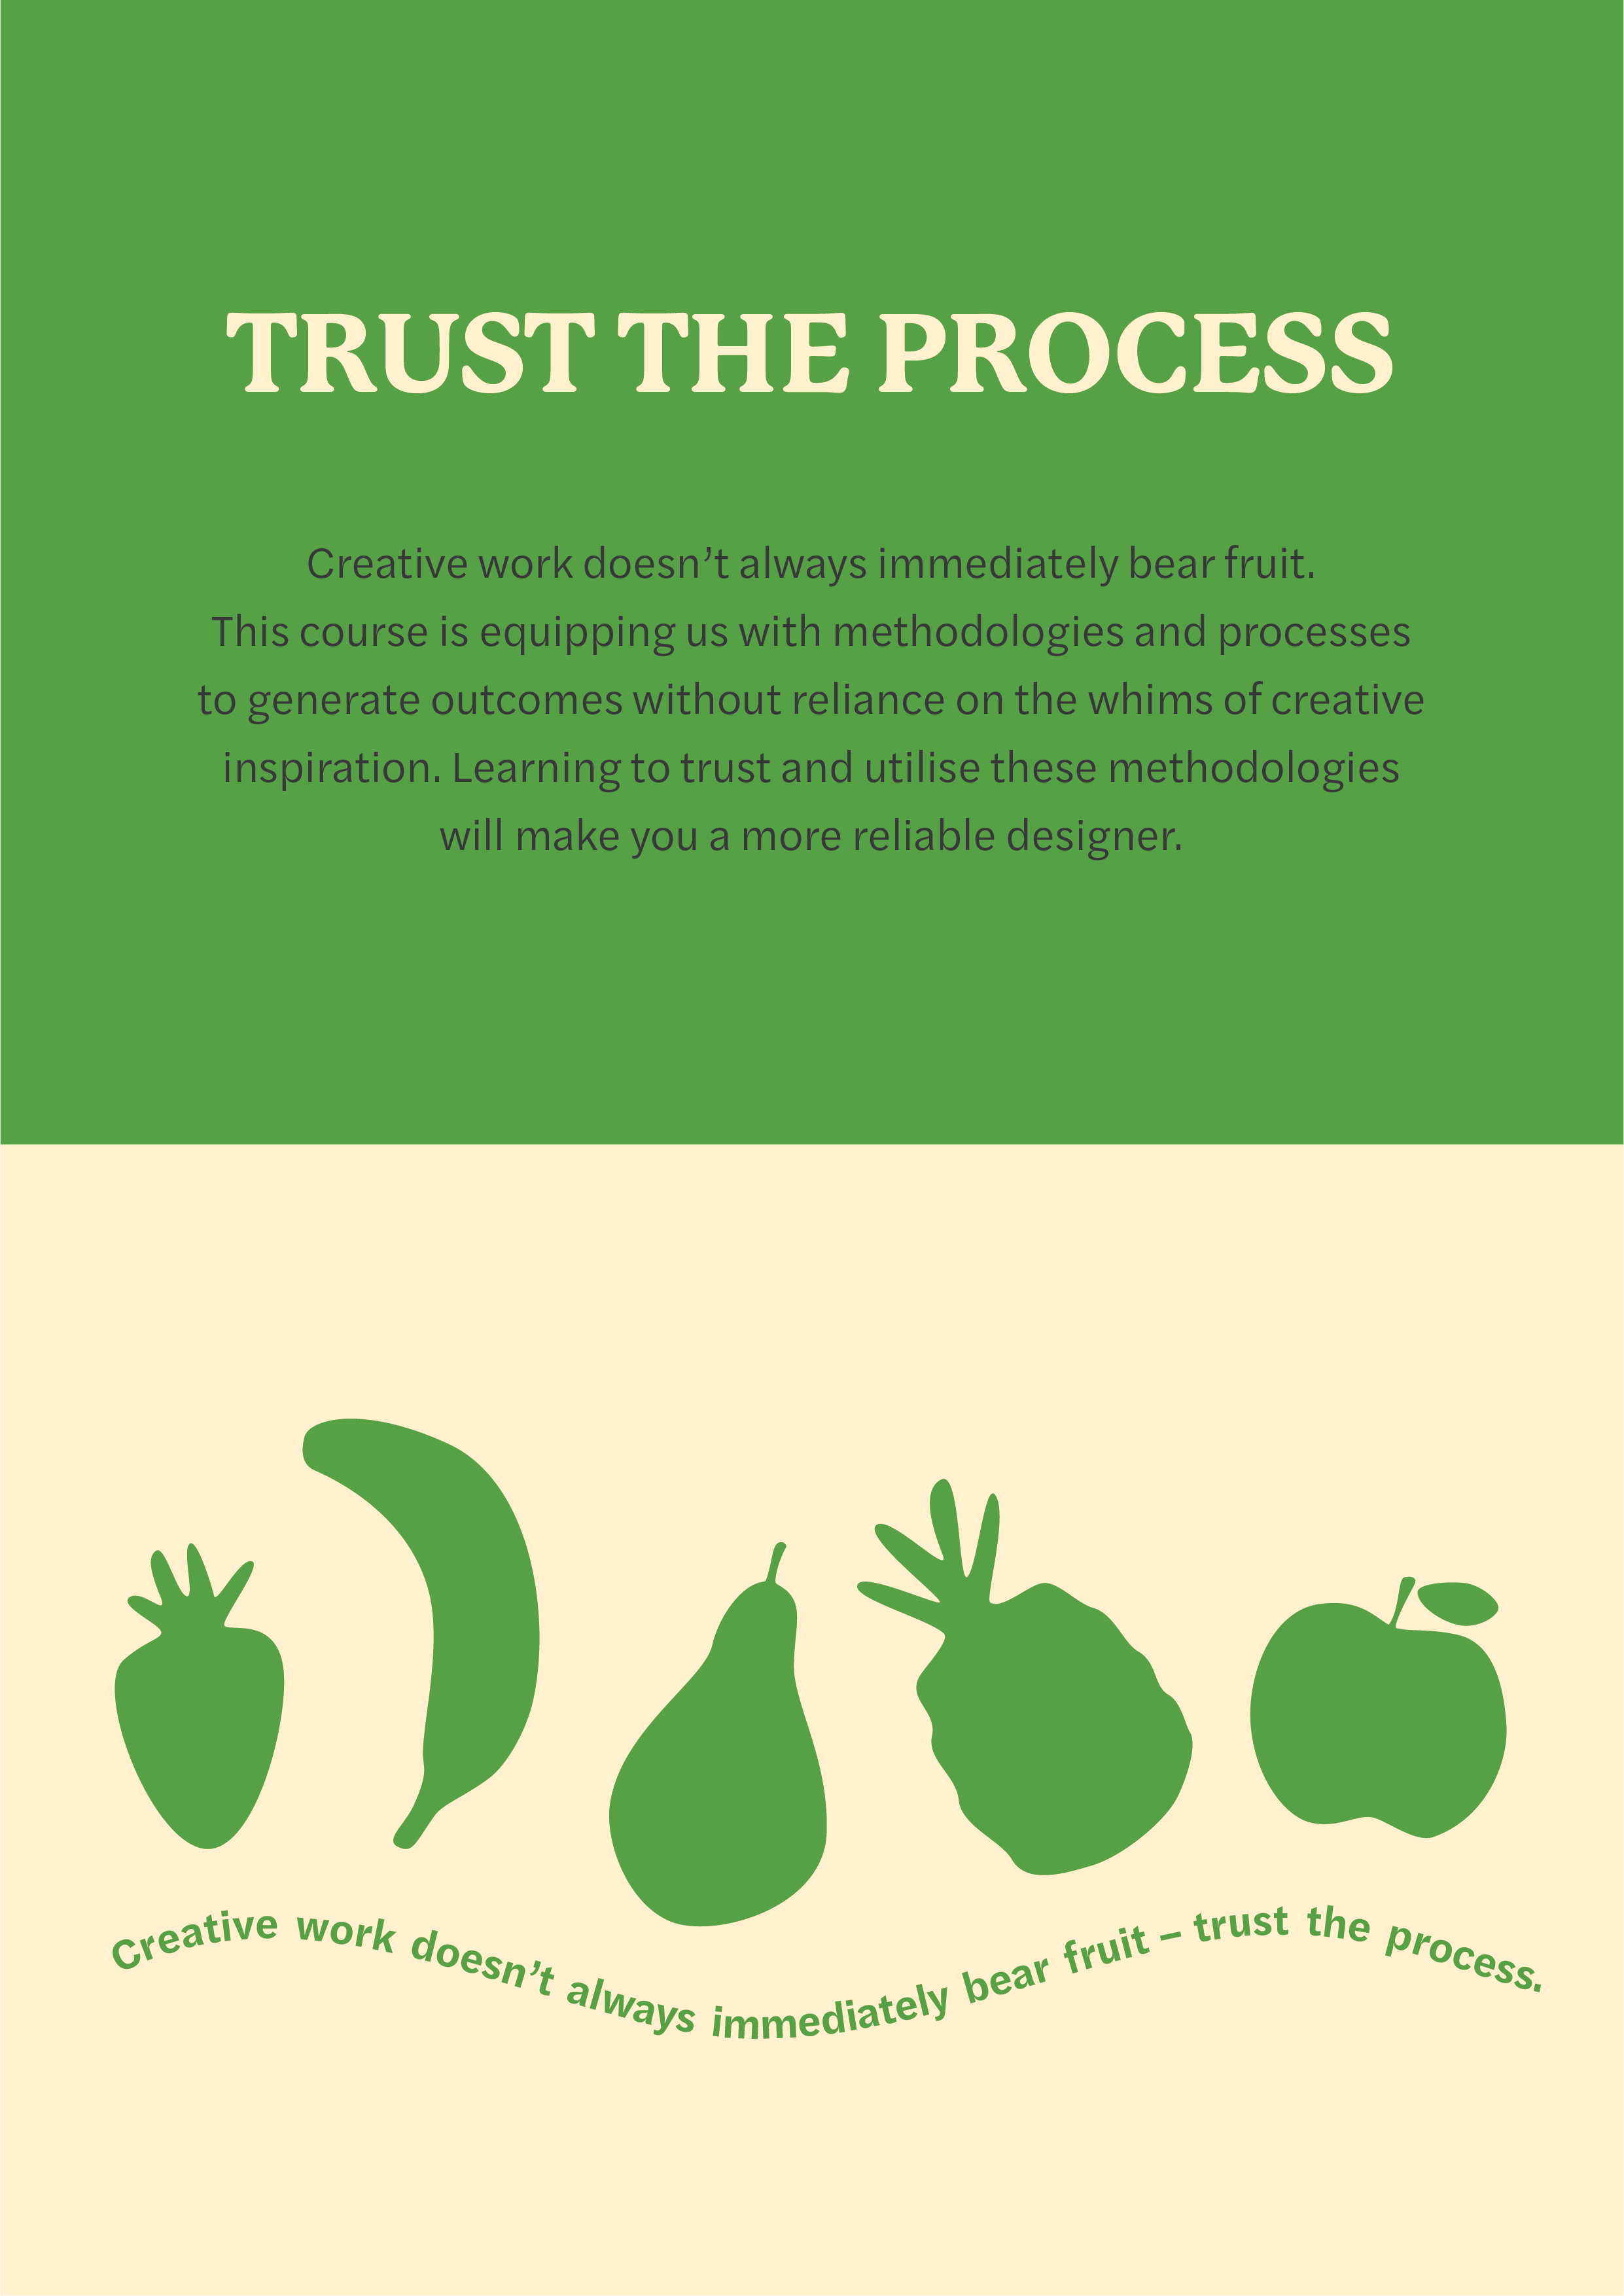 TRUST THE PROCESS
Creative work doesn’t always immediately bear fruit.
This course is equipping us with methodologies and processes
to generate outcomes without reliance on the whims of creative
inspiration. Learning to trust and utilise these methodologies
will make you a more reliable designer.
Creative work doesn’t always immediately bear fruit – trust the process.